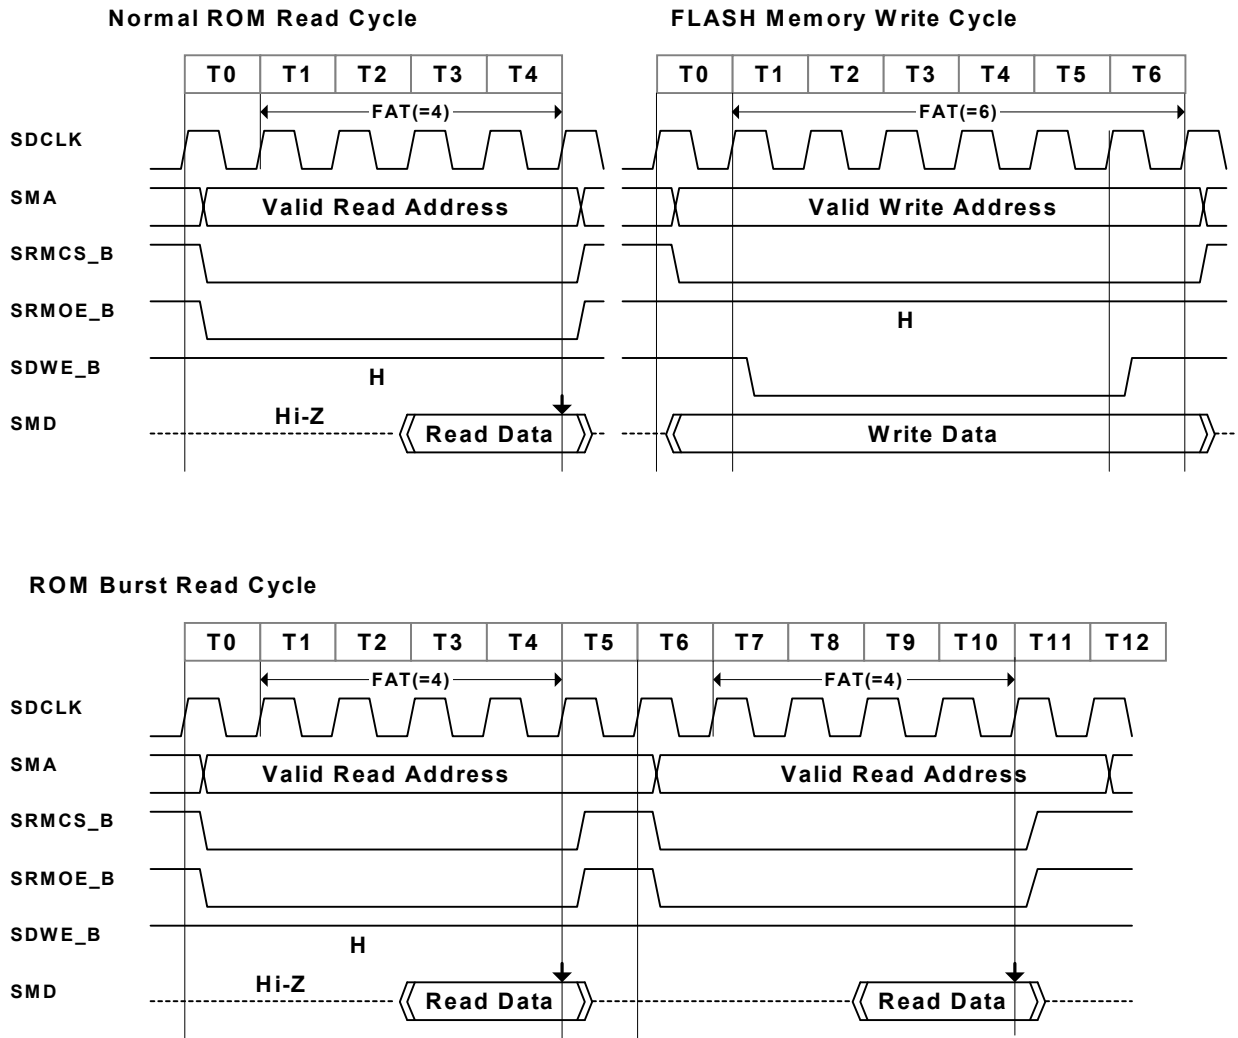 Normal ROM Read Cycle
FLASH Memory Write Cycle
T0 T1 T2 T3 T4
T0 T1 T2 T3 T4 T5 T6
FAT(=4)
FAT(=6)
SDCLK
SMA
Valid Read Address
Valid Write Address
SRMCS_B
SRMOE_B
H
SDWE_B
H
SMD
Hi-Z
Read Data
Write Data
ROM Burst Read Cycle
T0 T1 T2 T3 T4 T5 T6 T7 T8 T9 T10 T11 T12
FAT(=4)
FAT(=4)
SDCLK
SMA
Valid Read Address
Valid Read Address
SRMCS_B
SRMOE_B
SDWE_B
H
SMD
Hi-Z
Read Data
Read Data